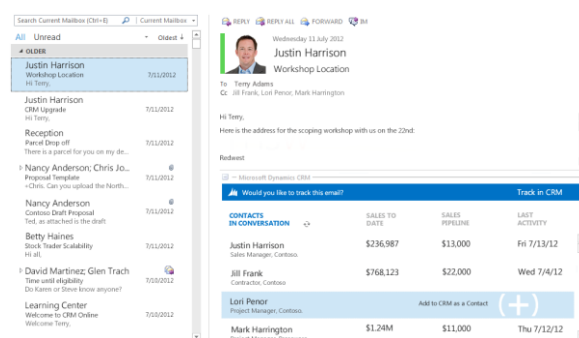 Search Current Mailbox (Ctrl+E) Current Mailbox
All Unread Oldest
OLDER
Justin Harrison
Workshop Location 7/11/2012
Hi Terry,
Justin Harrison
CRM Upgrade 7/11/2012
Hi Terry,
Reception
Parcel Drop off 7/11/2012
There is a parcel for you on my de...
Nancy Anderson; Chris Jo...
Proposal Template 7/11/2012
+Chris. Can you upload the North...
Nancy Anderson
Contoso Draft Proposal 7/11/2012
Ted, as attached is the draft
Betty Haines
Stock Trader Scalability 7/11/2012
Hi all,
David Martinez; Glen Trach
Time until eligibility 7/10/2012
Do Karen or Steve know anyone?
Learning Center
Welcome to CRM Online 7/10/2012
Welcome Terry,
REPLY REPLY ALL FORWARD IM
Wednesday 11 July 2012
Justin Harrison
Workshop Location
To Terry Adams
Cc Jill Frank, Lori Penor, Mark Harrington
Hi Terry,
Here is the address for the scoping workshop with us on the 22nd:
Redwest
Microsoft Dynamics CRM
Would you like to track this email? Track in CRM
CONTACTS SALES TO SALES LAST
IN CONVERSATION DATE PIPELINE ACTIVITY
Justin Harrison $236,987 $13,000 Fri 7/13/12
Sales Manager, Contoso.
Jill Frank $768,123 $22,000 Wed 7/4/12
Contractor, Contoso
Lori Penor Add to CRM as a Contact (+)
Project Manager, Contoso.
Mark Harrington $1.24M $11,000 Thu 7/12/12